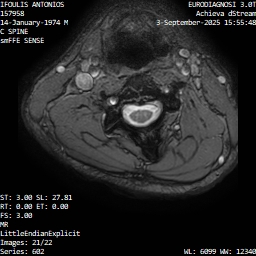 IFOULIS ANTONIOS
EURODIAGNOSI 3.0T
157958
Achieva dStream
14-January-1974 M
3-September-2025 15:55:48
C SPINE
smFFE SENSE
ST: 3.00 SL: 27.81
RT: 0.00 ET: 0.00
FS: 3.00
MR
LittleEndianExplicit
Images: 21/22
Series: 602
WL: 6099 WW: 12340